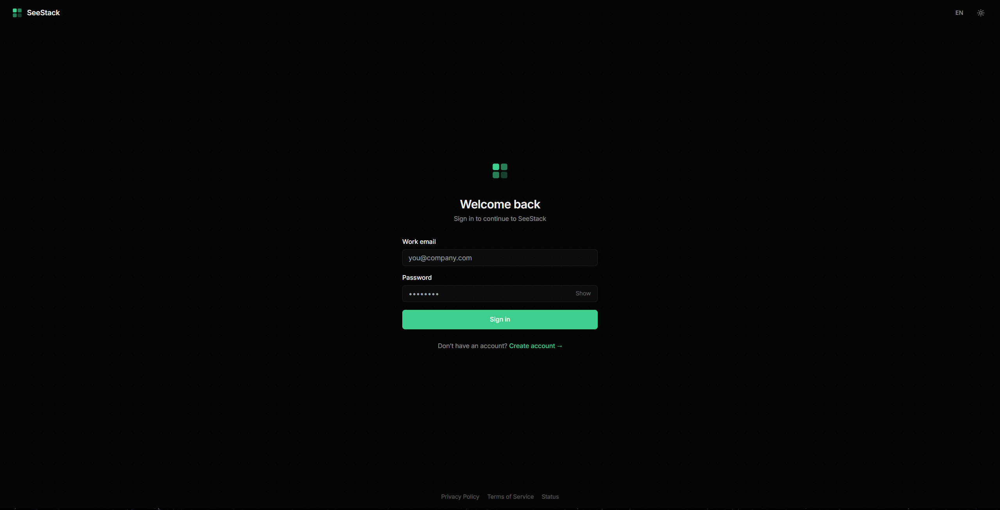 SeeStack
EN
Welcome back
Sign in to continue to SeeStack
Work email
you@company.com
Password
••••••••
Show
Sign in
Don’t have an account? Create account →
Privacy Policy Terms of Service Status